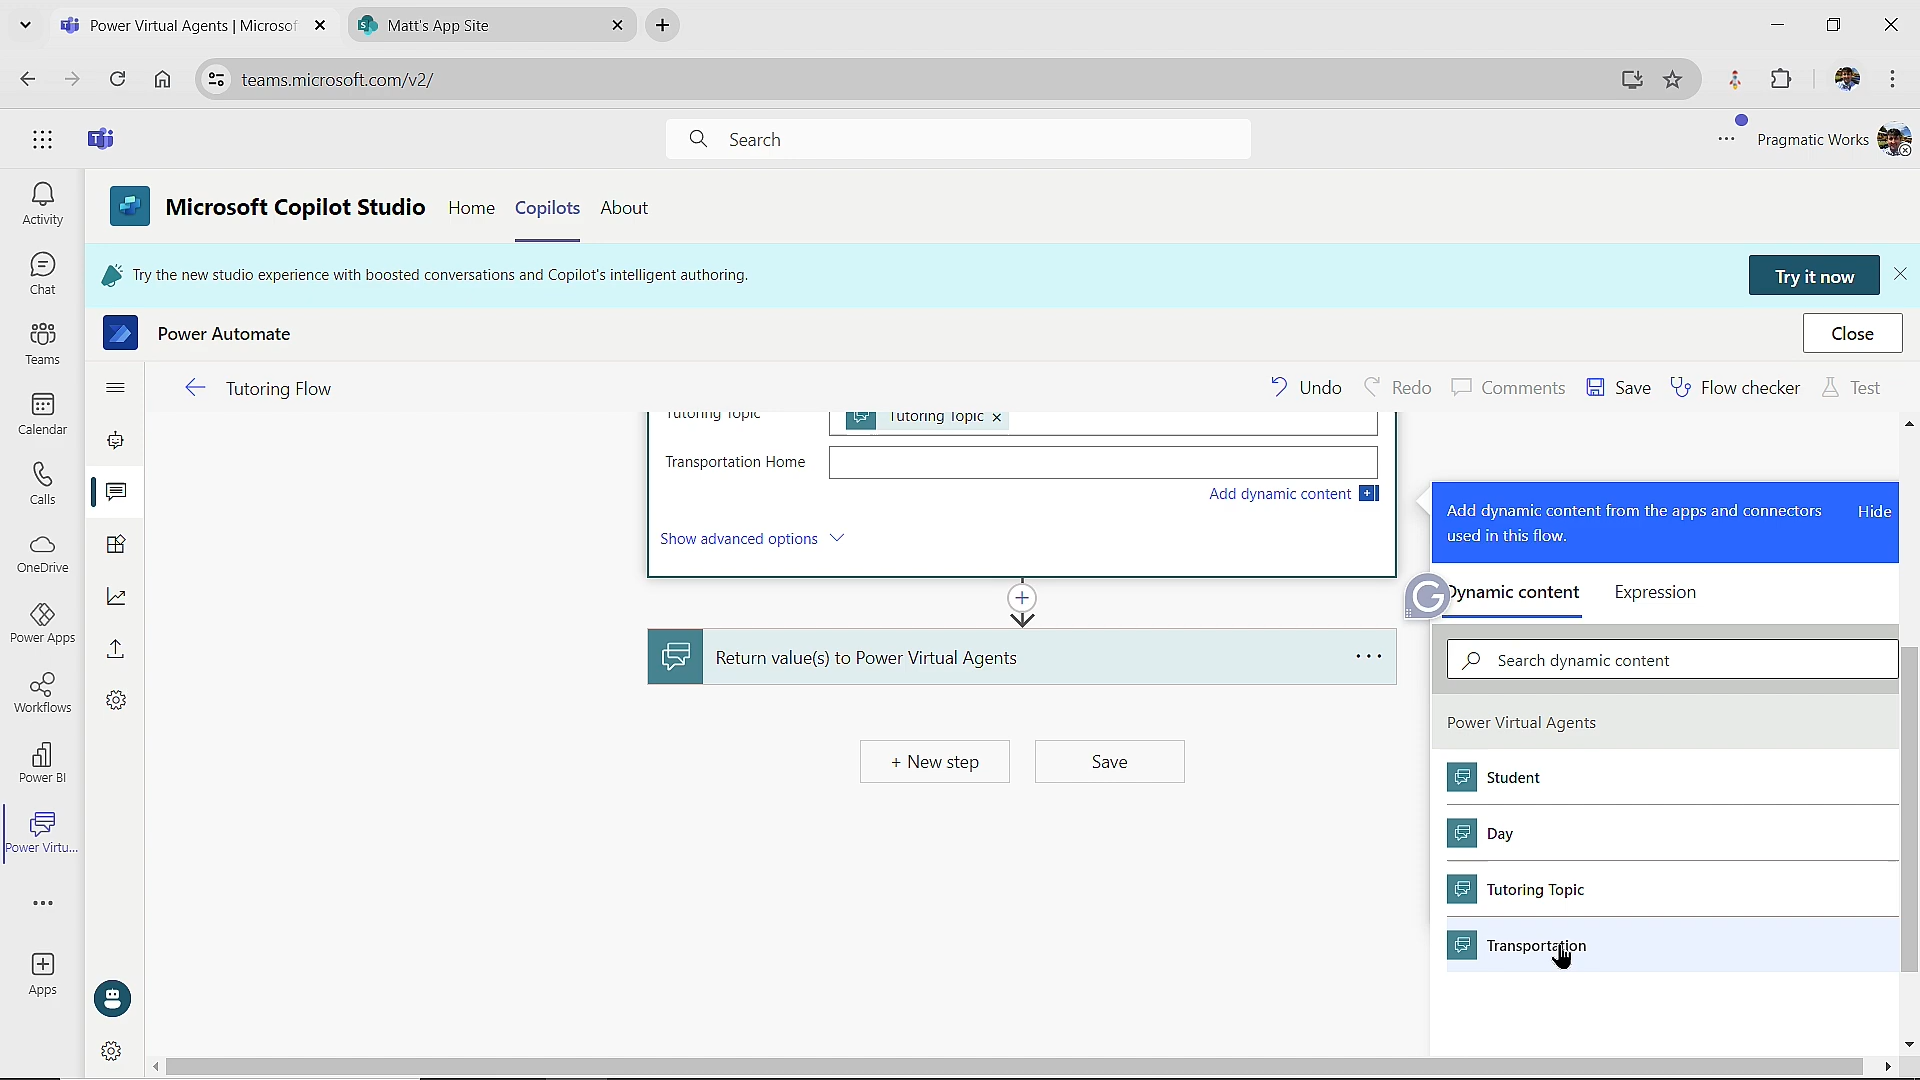 Power Virtual Agents | Microsof
Matt's App Site
teams.microsoft.com/v2/
Search
Pragmatic Works
Activity
Chat
Teams
Calendar
Calls
OneDrive
Power Apps
Workflows
Power BI
Power Virtu...
Apps
Microsoft Copilot Studio
Home
Copilots
About
Try the new studio experience with boosted conversations and Copilot's intelligent authoring.
Try it now
Power Automate
Close
Tutoring Flow
Undo
Redo
Comments
Save
Flow checker
Test
Tutoring Topic
Tutoring Topic
Transportation Home
Add dynamic content
Show advanced options
Return value(s) to Power Virtual Agents
+ New step
Save
Add dynamic content from the apps and connectors
used in this flow.
Hide
Dynamic content
Expression
Search dynamic content
Power Virtual Agents
Student
Day
Tutoring Topic
Transportation